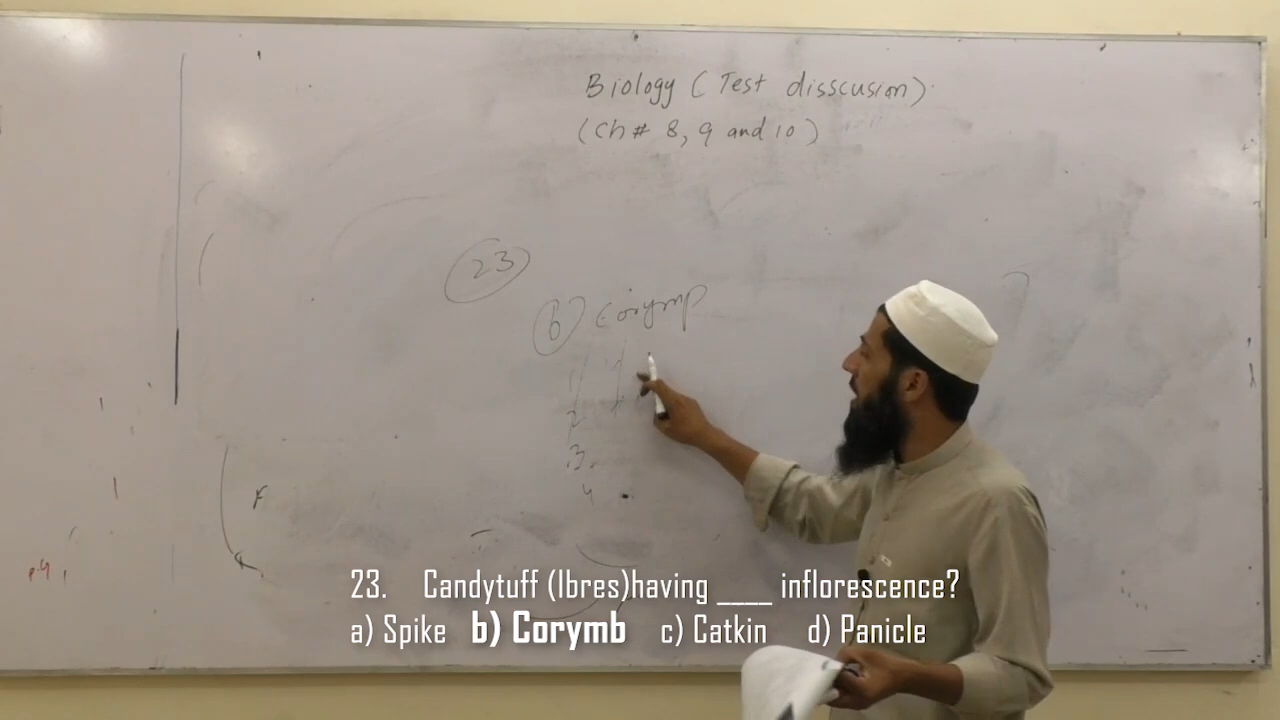 Biology (Test disscusion)
(Ch# 8, 9 and 10)
23
b) Corymp
1
2
3.
4
23. Candytuff (Ibres)having ____ inflorescence?
a) Spike b) Corymb c) Catkin d) Panicle